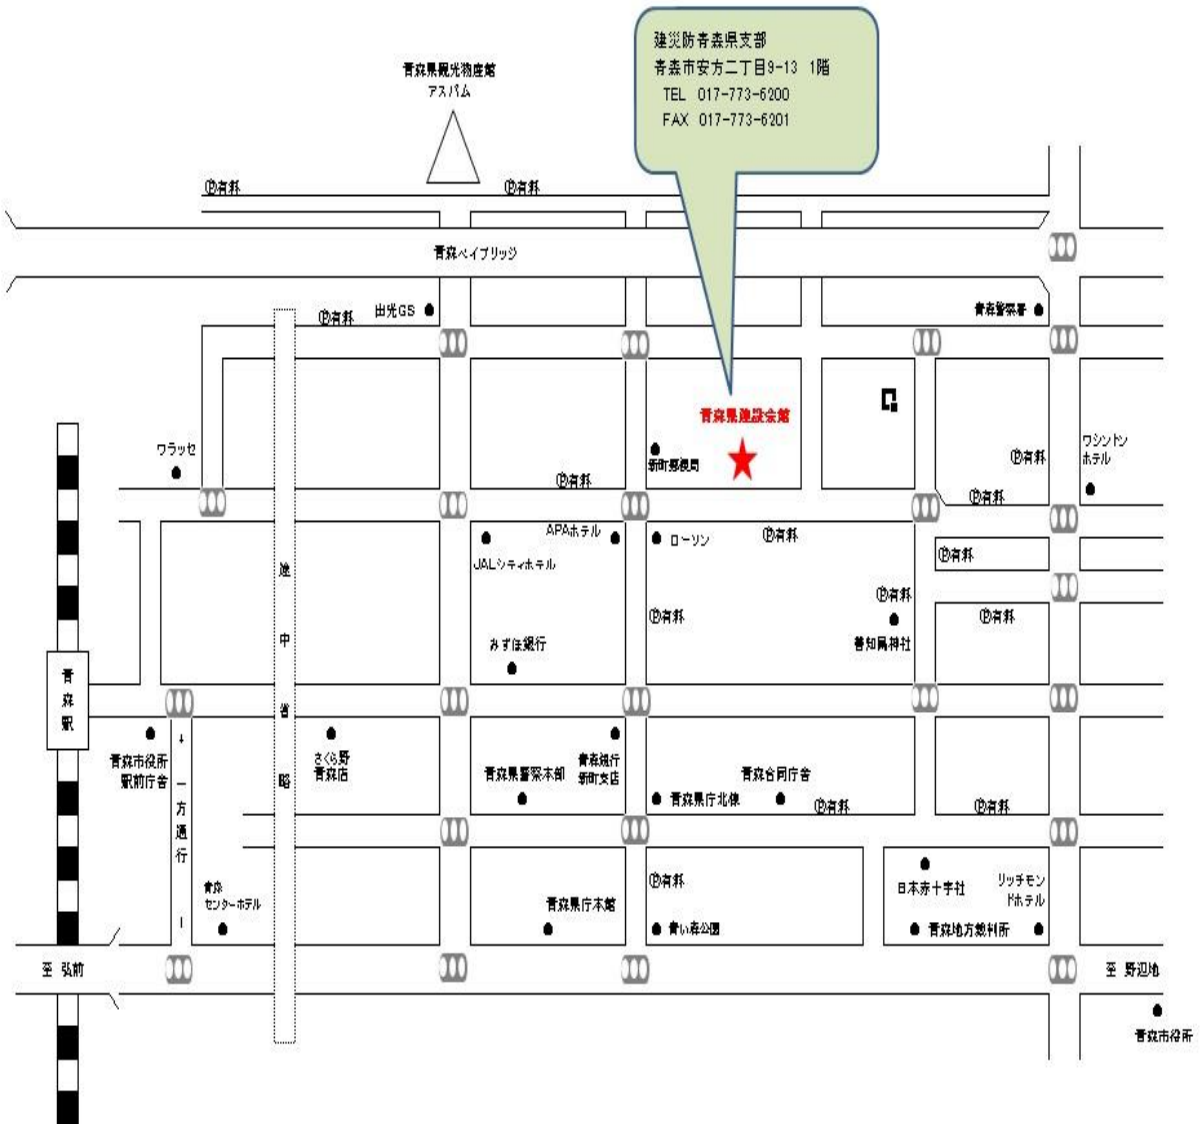 建災防青森県支部
青森市安方二丁目9-13 1階
TEL 017-773-6200
FAX 017-773-6201
青森県観光物産館
アスパム
Ⓟ有料
Ⓟ有料
青森ベイブリッジ
Ⓟ有料
出光GS
青森警察署
青森県建設会館
ワラッセ
新町郵便局
Ⓟ有料
Ⓟ有料
Ⓟ有料
ワシントン
ホテル
APAホテル
JALシティホテル
ローソン
Ⓟ有料
Ⓟ有料
途中省略
Ⓟ有料
Ⓟ有料
Ⓟ有料
善知鳥神社
みずほ銀行
青森駅
青森市役所
駅前庁舎
↓一方通行
さくら野
青森店
青森県警察本部
青森銀行
新町支店
青森県庁北棟
青森合同庁舎
Ⓟ有料
Ⓟ有料
青森
センターホテル
青森県庁本館
Ⓟ有料
青い森公園
日本赤十字社
リッチモン
ドホテル
青森地方裁判所
至 弘前
至 野辺地
青森市役所